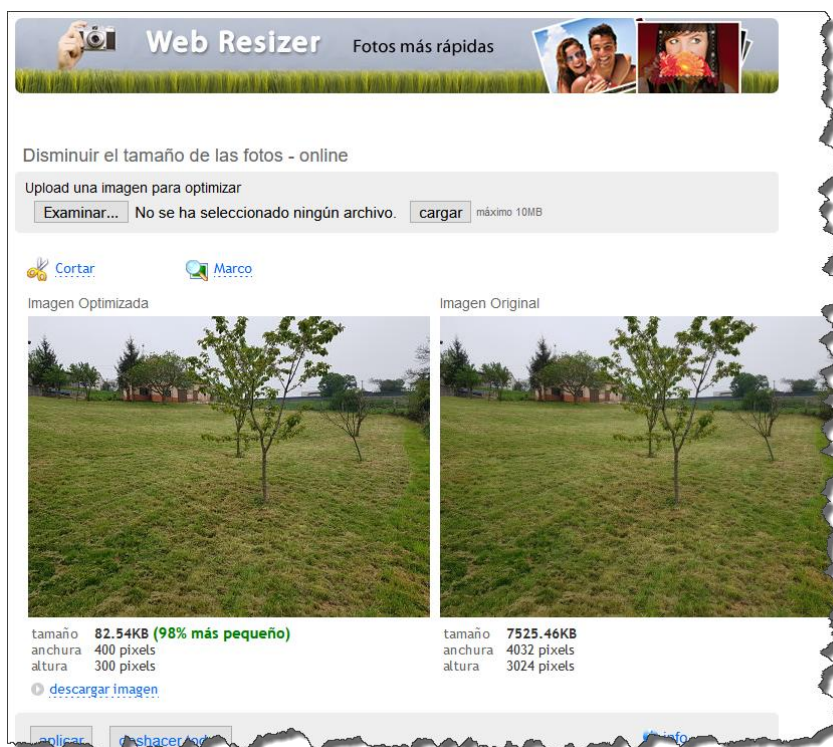 Web Resizer Fotos más rápidas
Disminuir el tamaño de las fotos - online
Upload una imagen para optimizar
Examinar... No se ha seleccionado ningún archivo. cargar máximo 10MB
Cortar Marco
Imagen Optimizada Imagen Original
tamaño 82.54KB (98% más pequeño) tamaño 7525.46KB
anchura 400 pixels anchura 4032 pixels
altura 300 pixels altura 3024 pixels
descargar imagen
aplicar deshacer info